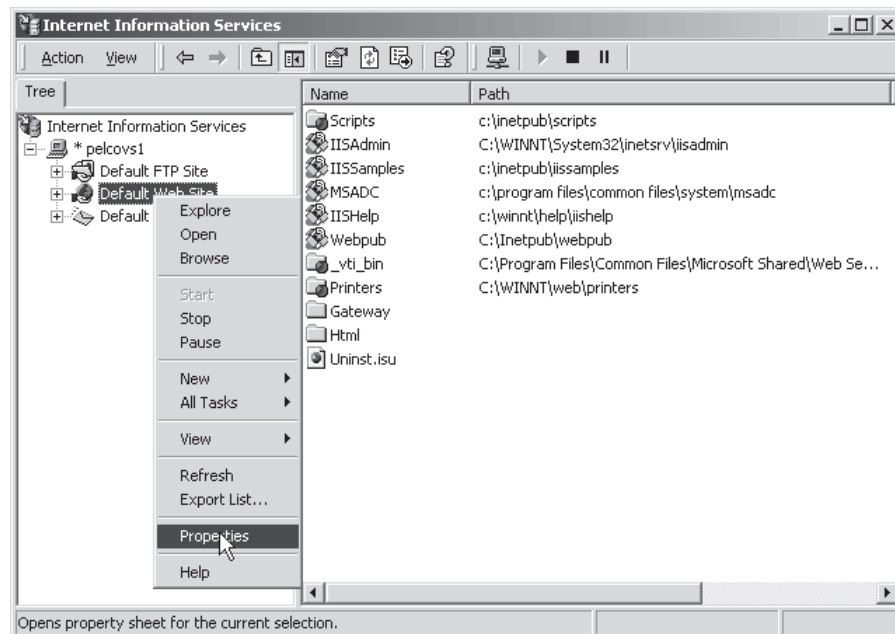 Internet Information Services
Action View
Tree
Name Path
Internet Information Services
* pelcovs1
Default FTP Site
Default Web Site
Default
Explore
Open
Browse
Start
Stop
Pause
New
All Tasks
View
Refresh
Export List...
Properties
Help
Scripts c:\inetpub\scripts
IISAdmin C:\WINNT\System32\inetsrv\iisadmin
IISSamples c:\inetpub\iissamples
MSADC c:\program files\common files\system\msadc
IISHelp c:\winnt\help\iishelp
Webpub C:\Inetpub\webpub
_vti_bin C:\Program Files\Common Files\Microsoft Shared\Web Se...
Printers C:\WINNT\web\printers
Gateway
Html
Uninst.isu
Opens property sheet for the current selection.